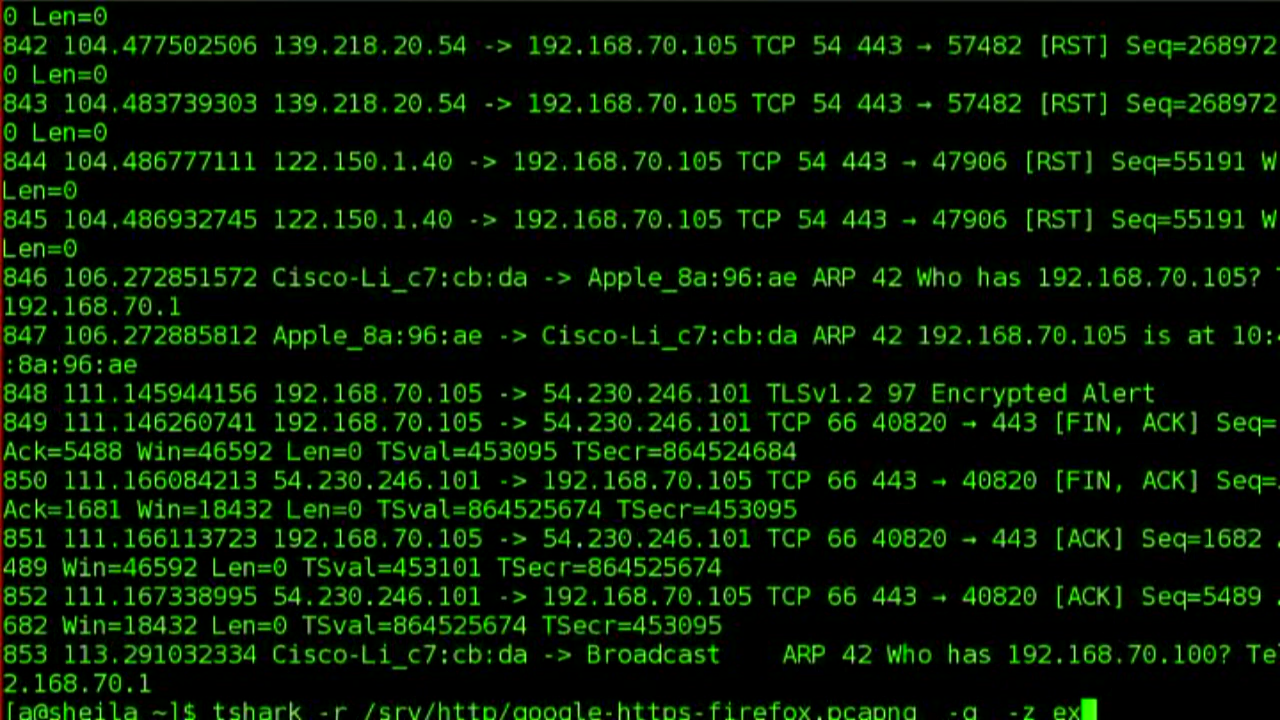 0 Len=0
842 104.477502506 139.218.20.54 -> 192.168.70.105 TCP 54 443 → 57482 [RST] Seq=268972
0 Len=0
843 104.483739303 139.218.20.54 -> 192.168.70.105 TCP 54 443 → 57482 [RST] Seq=268972
0 Len=0
844 104.486777111 122.150.1.40 -> 192.168.70.105 TCP 54 443 → 47906 [RST] Seq=55191 W
Len=0
845 104.486932745 122.150.1.40 -> 192.168.70.105 TCP 54 443 → 47906 [RST] Seq=55191 W
Len=0
846 106.272851572 Cisco-Li_c7:cb:da -> Apple_8a:96:ae ARP 42 Who has 192.168.70.105?
192.168.70.1
847 106.272885812 Apple_8a:96:ae -> Cisco-Li_c7:cb:da ARP 42 192.168.70.105 is at 10:
:8a:96:ae
848 111.145944156 192.168.70.105 -> 54.230.246.101 TLSv1.2 97 Encrypted Alert
849 111.146260741 192.168.70.105 -> 54.230.246.101 TCP 66 40820 → 443 [FIN, ACK] Seq=
Ack=5488 Win=46592 Len=0 TSval=453095 TSecr=864524684
850 111.166084213 54.230.246.101 -> 192.168.70.105 TCP 66 443 → 40820 [FIN, ACK] Seq=
Ack=1681 Win=18432 Len=0 TSval=864525674 TSecr=453095
851 111.166113723 192.168.70.105 -> 54.230.246.101 TCP 66 40820 → 443 [ACK] Seq=1682
489 Win=46592 Len=0 TSval=453101 TSecr=864525674
852 111.167338995 54.230.246.101 -> 192.168.70.105 TCP 66 443 → 40820 [ACK] Seq=5489
682 Win=18432 Len=0 TSval=864525674 TSecr=453095
853 113.291032334 Cisco-Li_c7:cb:da -> Broadcast ARP 42 Who has 192.168.70.100? Te
2.168.70.1
[a@sheila ~]$ tshark -r /srv/http/google-https-firefox.pcapng -q -z ex